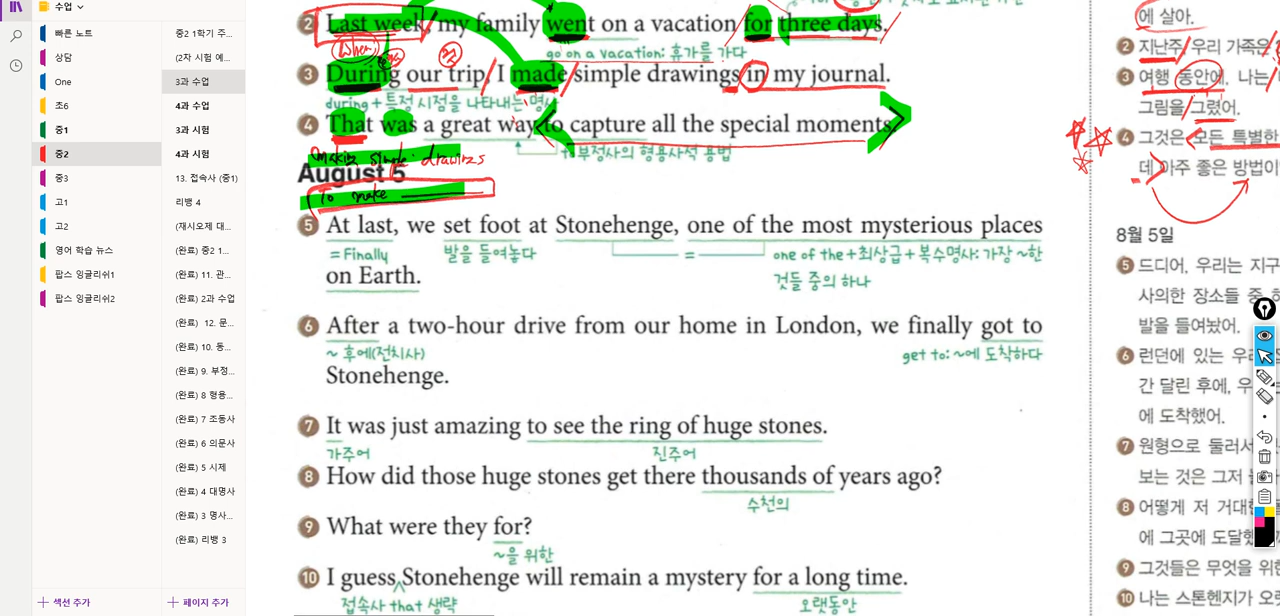 수업
빠른 노트
상담
One
초6
중1
중2
중3
고1
고2
영어 학습 뉴스
팝스 잉글리쉬1
팝스 잉글리쉬2
섹션 추가
중2 1학기 주...
(2차 시험 예...
3과 수업
4과 수업
3과 시험
4과 시험
13. 접속사 (중1)
리뱅 4
(재시오제 대...
(완료) 중2 1...
(완료) 11. 관...
(완료) 2과 수업
(완료) 12. 문...
(완료) 10. 동...
(완료) 9. 부정...
(완료) 8 형용...
(완료) 7 조동사
(완료) 6 의문사
(완료) 5 시제
(완료) 4 대명사
(완료) 3 명사...
(완료) 리뱅 3
페이지 추가
2 Last week, my family went on a vacation for three days.
When
go on a vacation: 휴가를 가다
3 During our trip, I made simple drawings in my journal.
during + 특정 시점을 나타내는 명사
4 That was a great way to capture all the special moments.
부정사의 형용사적 용법
Making simple drawings
August 5
To make
5 At last, we set foot at Stonehenge, one of the most mysterious places
= Finally 발을 들여놓다 = one of the + 최상급 + 복수명사: 가장 ~한
on Earth. 것들 중의 하나
6 After a two-hour drive from our home in London, we finally got to
~ 후에(전치사) get to: ~에 도착하다
Stonehenge.
7 It was just amazing to see the ring of huge stones.
가주어 진주어
8 How did those huge stones get there thousands of years ago?
수천의
9 What were they for?
~을 위한
10 I guess Stonehenge will remain a mystery for a long time.
접속사 that 생략 오랫동안
에 살아.
2 지난주 우리 가족은
3 여행 동안에, 나는
그림을 그렸어.
4 그것은 모든 특별한
데 아주 좋은 방법이
8월 5일
5 드디어, 우리는 지구
사의한 장소들 중
발을 들여놨어.
6 런던에 있는 우리
간 달린 후에, 우
에 도착했어.
7 원형으로 둘러서
보는 것은 그저
8 어떻게 저 거대한
에 그곳에 도달했
9 그것들은 무엇을 위한
10 나는 스톤헨지가 오